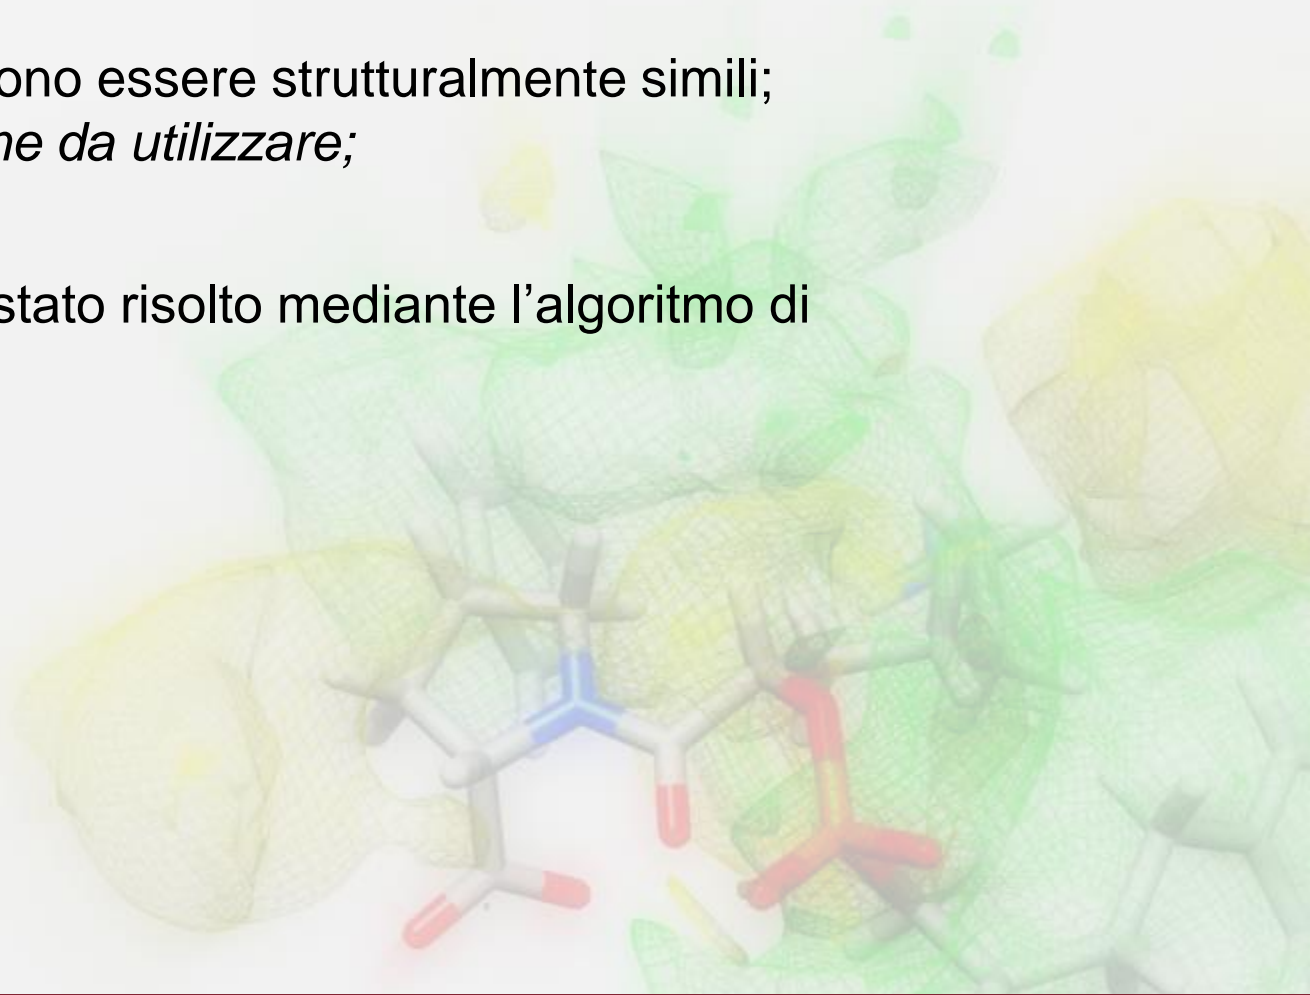 ono essere strutturalmente simili;
ne da utilizzare;
stato risolto mediante l’algoritmo di